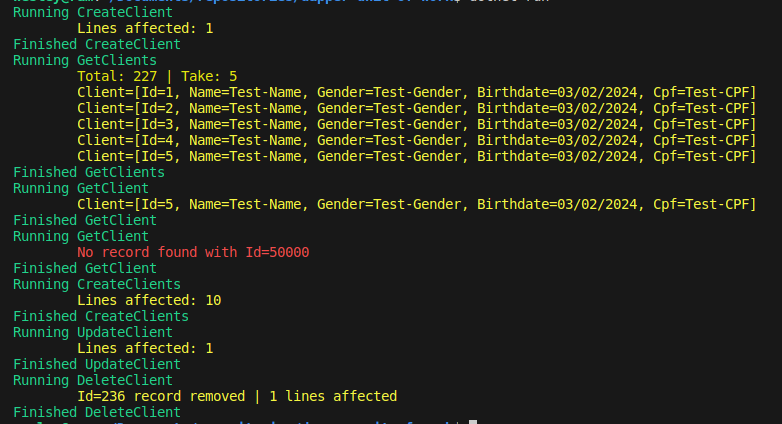 Running CreateClient
Lines affected: 1
Finished CreateClient
Running GetClients
Total: 227 | Take: 5
Client=[Id=1, Name=Test-Name, Gender=Test-Gender, Birthdate=03/02/2024, Cpf=Test-CPF]
Client=[Id=2, Name=Test-Name, Gender=Test-Gender, Birthdate=03/02/2024, Cpf=Test-CPF]
Client=[Id=3, Name=Test-Name, Gender=Test-Gender, Birthdate=03/02/2024, Cpf=Test-CPF]
Client=[Id=4, Name=Test-Name, Gender=Test-Gender, Birthdate=03/02/2024, Cpf=Test-CPF]
Client=[Id=5, Name=Test-Name, Gender=Test-Gender, Birthdate=03/02/2024, Cpf=Test-CPF]
Finished GetClients
Running GetClient
Client=[Id=5, Name=Test-Name, Gender=Test-Gender, Birthdate=03/02/2024, Cpf=Test-CPF]
Finished GetClient
Running GetClient
No record found with Id=50000
Finished GetClient
Running CreateClients
Lines affected: 10
Finished CreateClients
Running UpdateClient
Lines affected: 1
Finished UpdateClient
Running DeleteClient
Id=236 record removed | 1 lines affected
Finished DeleteClient